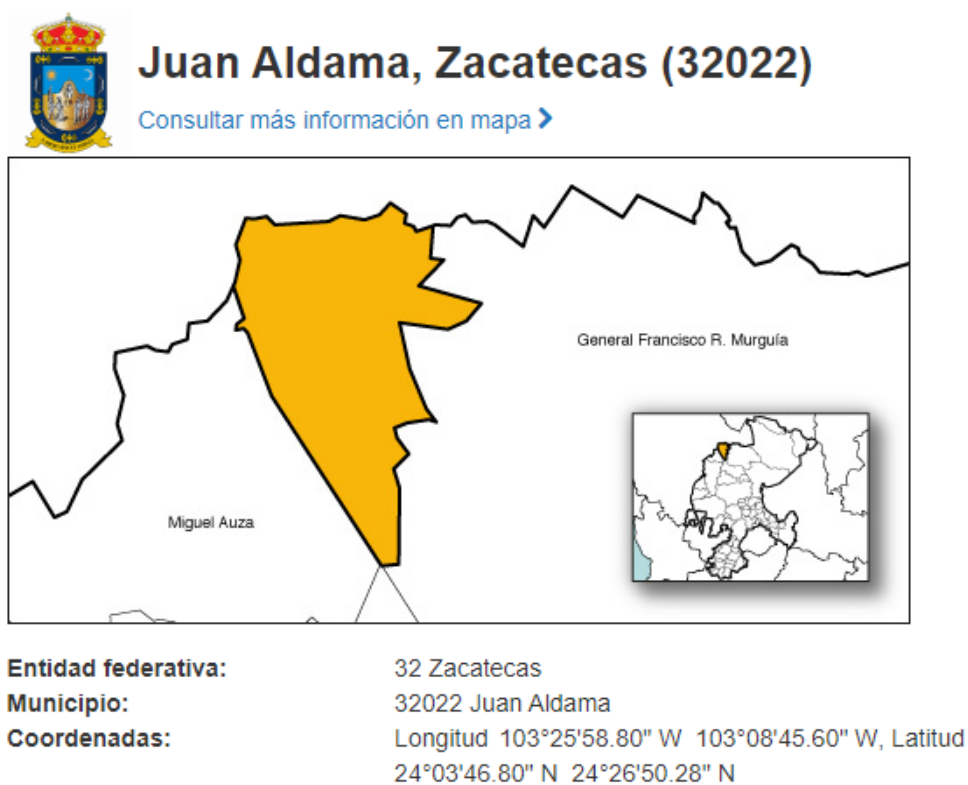 Juan Aldama, Zacatecas (32022)
Consultar más información en mapa
General Francisco R. Murguía
Miguel Auza
Entidad federativa: 32 Zacatecas
Municipio: 32022 Juan Aldama
Coordenadas: Longitud 103°25'58.80" W 103°08'45.60" W, Latitud
24°03'46.80" N 24°26'50.28" N